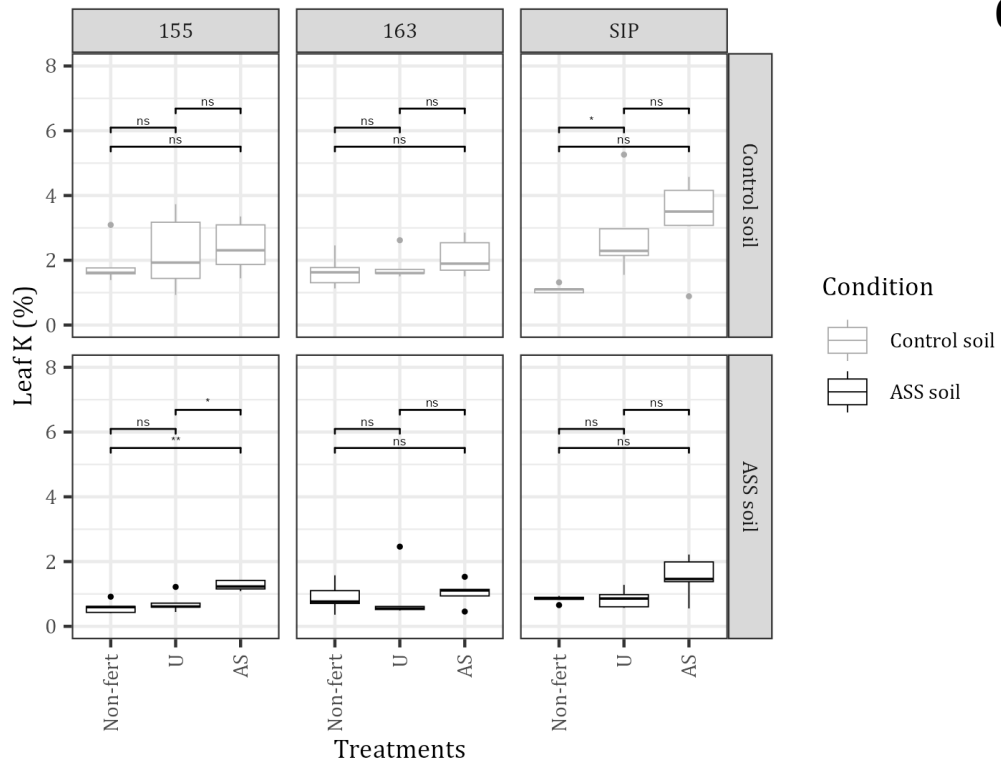 155 163 SIP
8
ns ns ns
6
ns ns *
ns ns ns
4
2
0
Control soil
Leaf K (%)
8
* ns ns
6
ns ns ns
** ns ns
4
2
0
ASS soil
Non-fert U AS Non-fert U AS Non-fert U AS
Treatments
Condition
Control soil
ASS soil